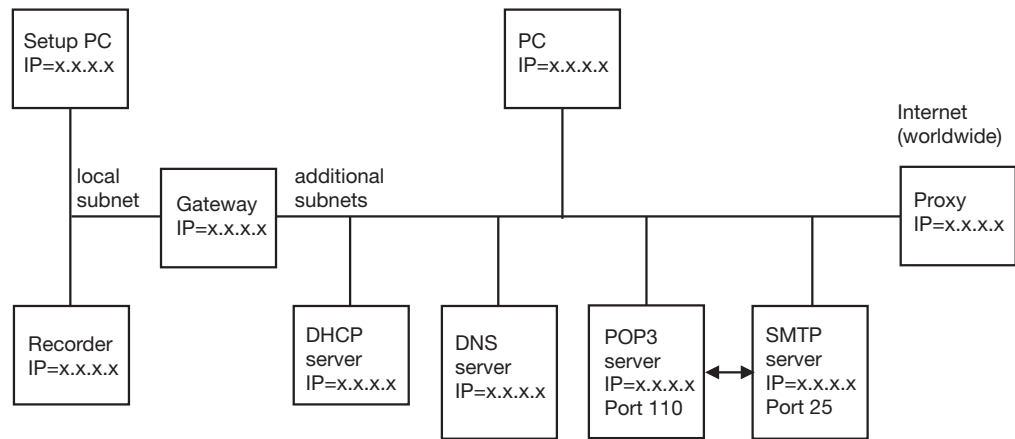 Setup PC
IP=x.x.x.x
PC
IP=x.x.x.x
Internet
(worldwide)
local
subnet
Gateway
IP=x.x.x.x
additional
subnets
Proxy
IP=x.x.x.x
Recorder
IP=x.x.x.x
DHCP
server
IP=x.x.x.x
DNS
server
IP=x.x.x.x
POP3
server
IP=x.x.x.x
Port 110
SMTP
server
IP=x.x.x.x
Port 25